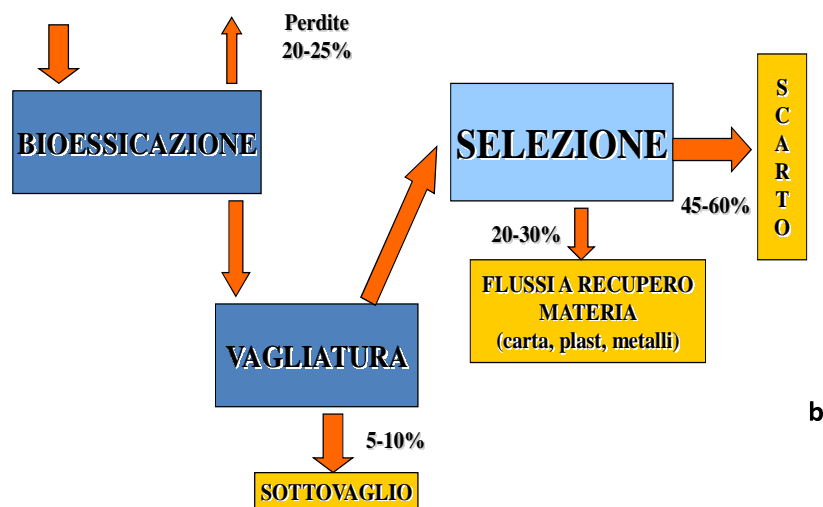 Perdite
20-25%
BIOESSICAZIONE
SELEZIONE
S
C
A
R
T
O
45-60%
20-30%
FLUSSI A RECUPERO
MATERIA
(carta, plast, metalli)
VAGLIATURA
b
5-10%
SOTTOVAGLIO